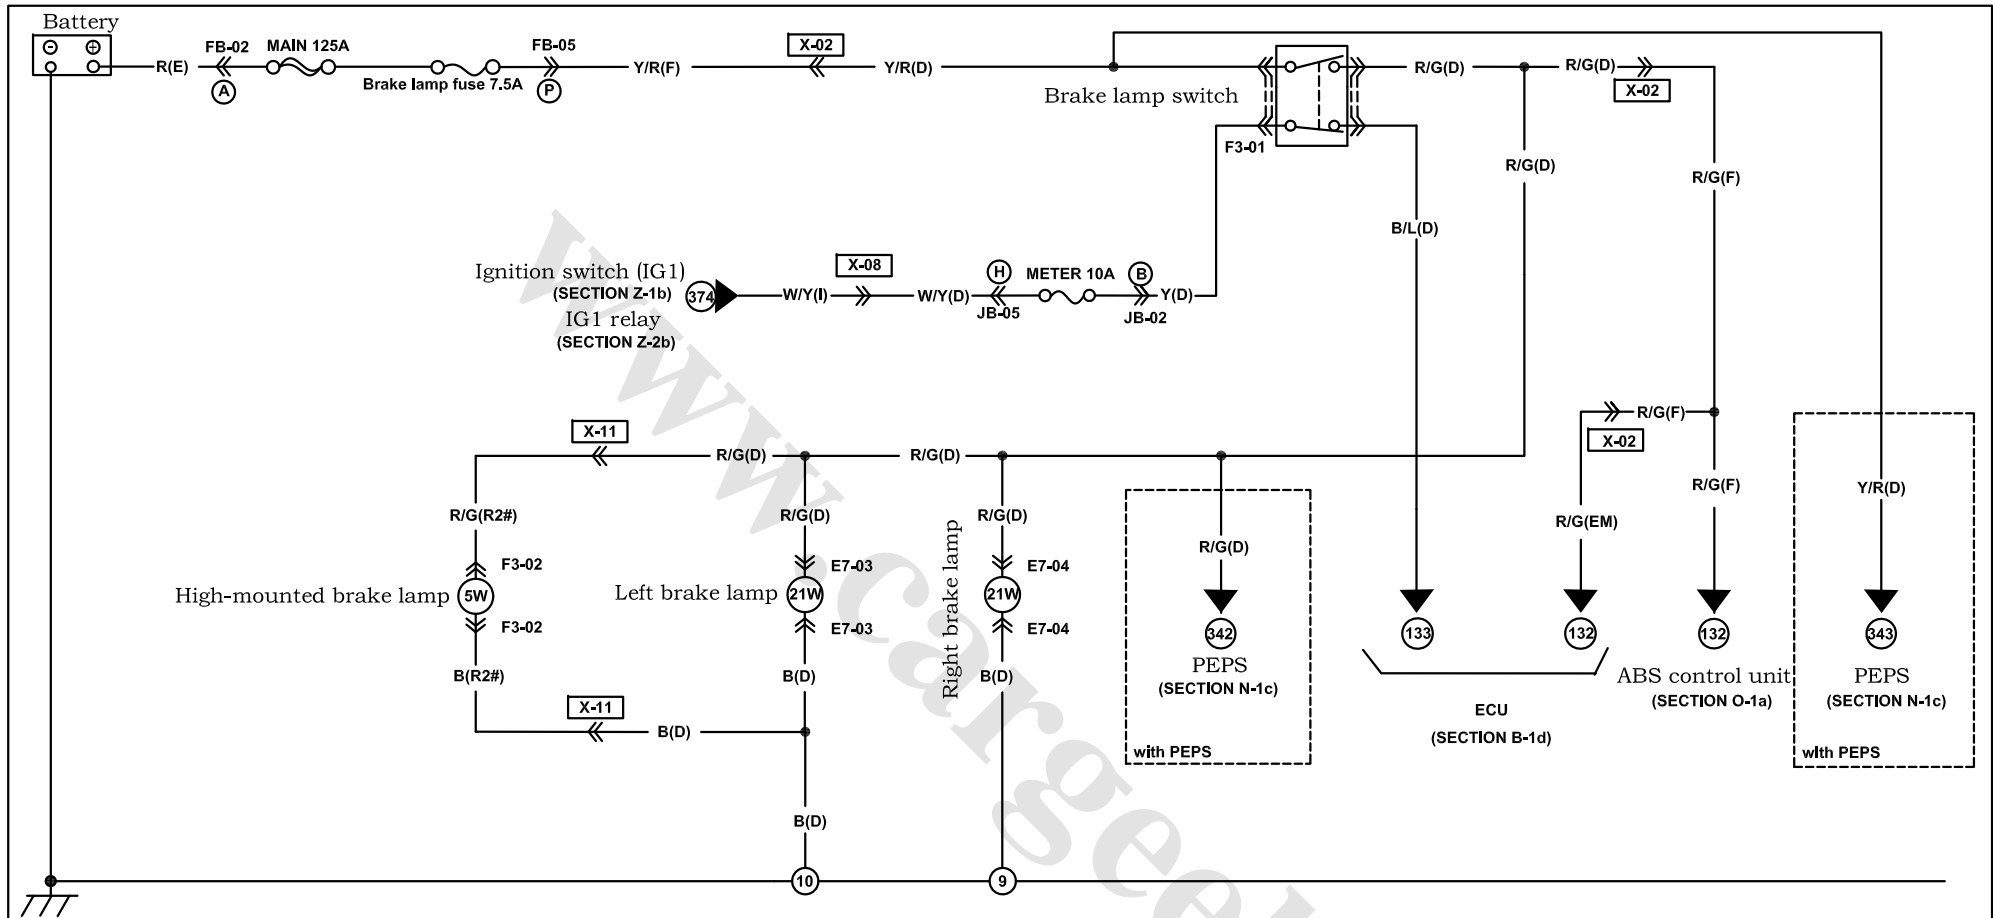 Battery
FB-02
MAIN 125A
FB-05
X-02
R(E)
A
Brake lamp fuse 7.5A
P
Y/R(F)
Y/R(D)
Brake lamp switch
F3-01
R/G(D)
R/G(D)
X-02
R/G(D)
R/G(F)
B/L(D)
Ignition switch (IG1)
(SECTION Z-1b)
374
IG1 relay
(SECTION Z-2b)
W/Y(I)
X-08
W/Y(D)
H
JB-05
METER 10A
B
JB-02
Y(D)
X-11
R/G(D)
R/G(D)
R/G(F)
X-02
R/G(R2#)
R/G(D)
R/G(D)
R/G(D)
R/G(EM)
R/G(F)
Y/R(D)
F3-02
E7-03
E7-04
High-mounted brake lamp
5W
Left brake lamp
21W
Right brake lamp
21W
F3-02
E7-03
E7-04
342
133
132
132
343
B(R2#)
B(D)
B(D)
PEPS
(SECTION N-1c)
with PEPS
ECU
(SECTION B-1d)
ABS control unit
(SECTION O-1a)
PEPS
(SECTION N-1c)
with PEPS
X-11
B(D)
B(D)
10
9
www.cargeek